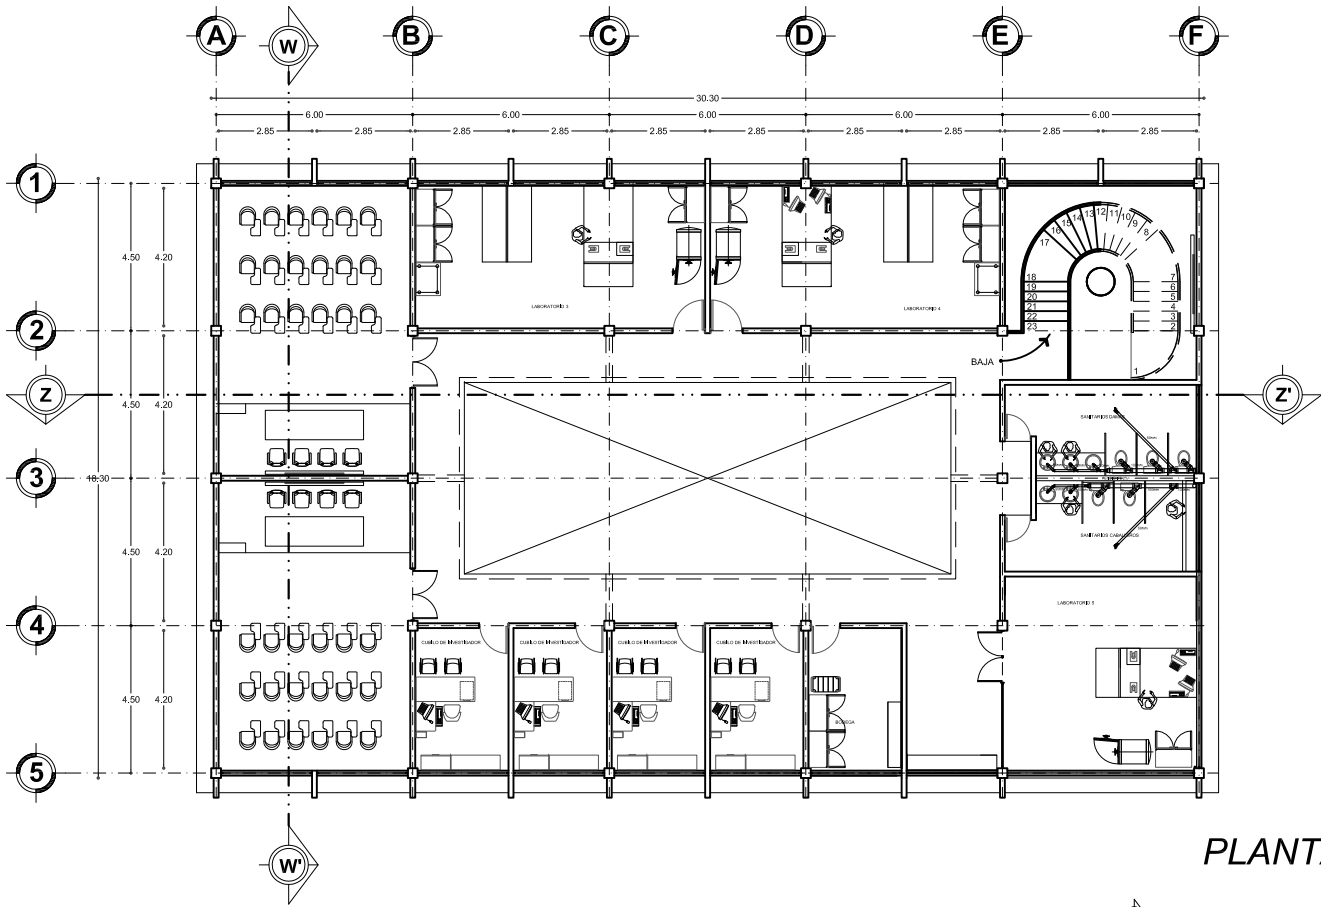 A
W
B
C
D
E
F
30.30
6.00 6.00 6.00 6.00 6.00
2.85 2.85 2.85 2.85 2.85 2.85 2.85 2.85 2.85 2.85
1
17 16 15 14 13 12 11 10 9 8
4.50 4.20
18 7
19 6
20 5
21 4
22 3
23 2
LABORATORIO 3
LABORATORIO 4
2
BAJA
1
Z
Z'
4.50 4.20
SANITARIOS DAMAS
3
18.30
4.50 4.20
SANITARIOS CABALLEROS
LABORATORIO 5
4
CUBÍLO DE INVESTIGADOR
CUBÍLO DE INVESTIGADOR
CUBÍLO DE INVESTIGADOR
CUBÍLO DE INVESTIGADOR
4.50 4.20
BODEGA
5
W'
PLANT